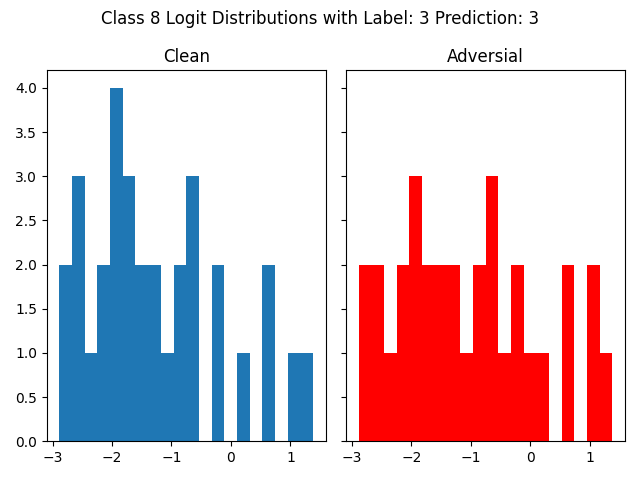 Class 8 Logit Distributions with Label: 3 Prediction: 3
Clean
Adversial
4.0
3.5
3.0
2.5
2.0
1.5
1.0
0.5
0.0
−3 −2 −1 0 1
−3 −2 −1 0 1